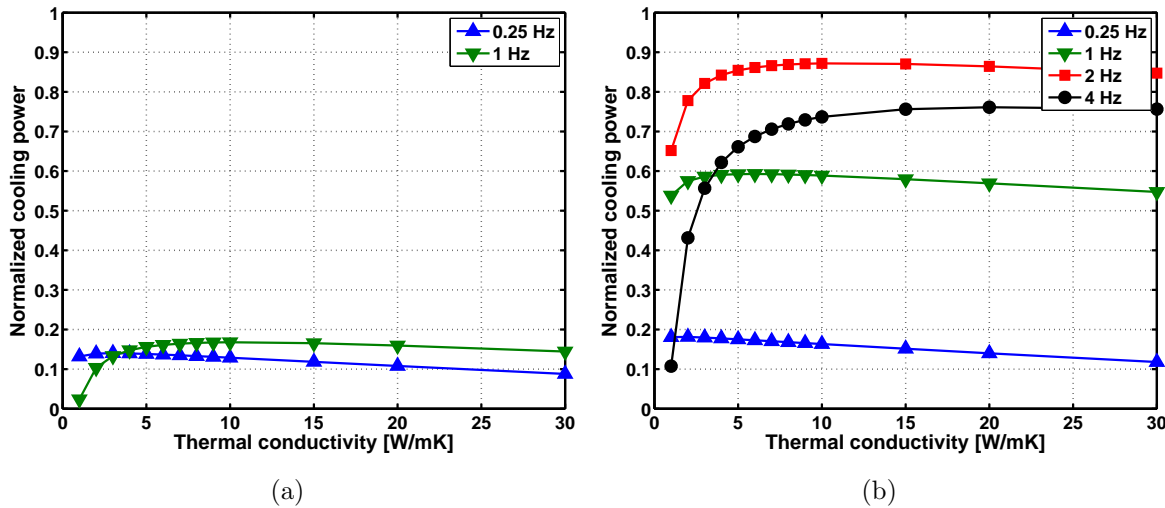 1
0.9
0.8
0.7
0.6
0.5
0.4
0.3
0.2
0.1
0
Normalized cooling power
0 5 10 15 20 25 30
Thermal conductivity [W/mK]
0.25 Hz
1 Hz
(a)
1
0.9
0.8
0.7
0.6
0.5
0.4
0.3
0.2
0.1
0
Normalized cooling power
0 5 10 15 20 25 30
Thermal conductivity [W/mK]
0.25 Hz
1 Hz
2 Hz
4 Hz
(b)